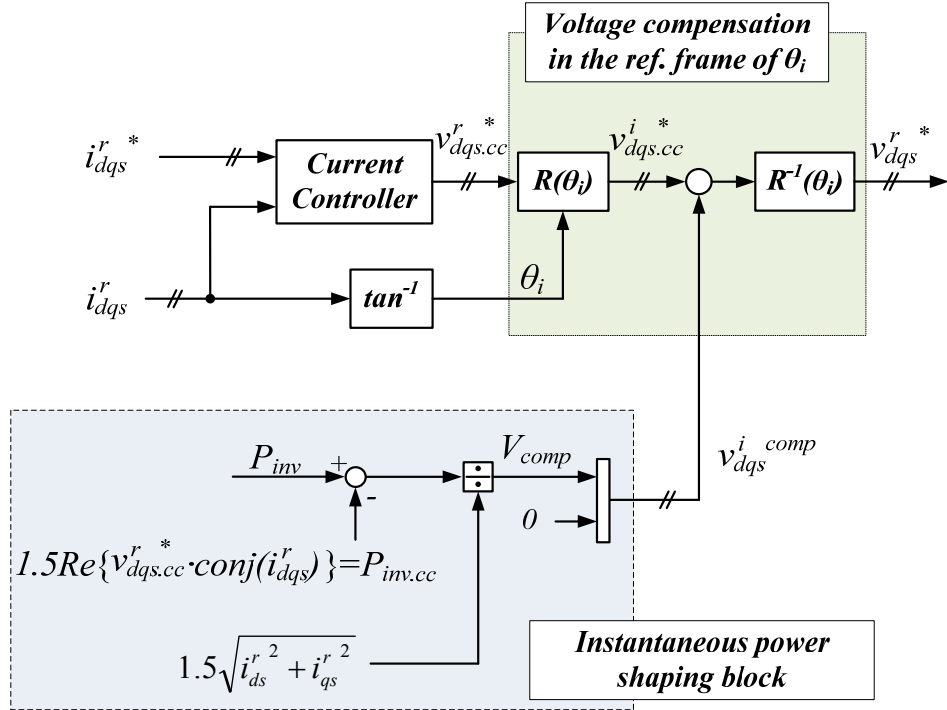 Voltage compensation
in the ref. frame of θi
i^r_dqs *
Current
Controller
v^r_dqs.cc *
R(θi)
v^i_dqs.cc *
R^-1(θi)
v^r_dqs *
i^r_dqs
tan^-1
θi
P_inv
+
-
÷
V_comp
0
v^i_dqs comp
1.5Re{v^r_dqs.cc *·conj(i^r_dqs)}=P_inv.cc
1.5√(i^r_ds 2 + i^r_qs 2)
Instantaneous power
shaping block